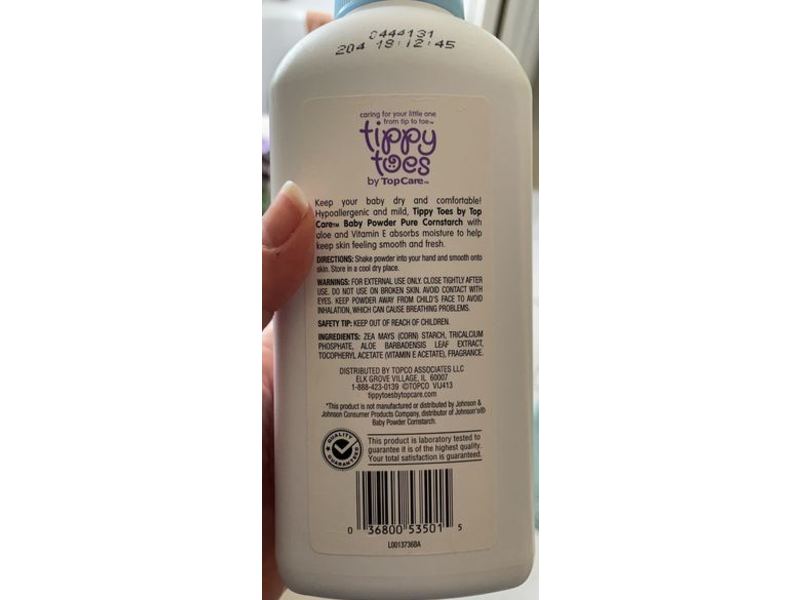 0444131
204 18:12:45
caring for your little one
from tip to toe™
tippy
toes
by TopCare™
Keep your baby dry and comfortable!
Hypoallergenic and mild, Tippy Toes by Top
Care™ Baby Powder Pure Cornstarch with
aloe and Vitamin E absorbs moisture to help
keep skin feeling smooth and fresh.
DIRECTIONS: Shake powder into your hand and smooth onto
skin. Store in a cool dry place.
WARNINGS: FOR EXTERNAL USE ONLY. CLOSE TIGHTLY AFTER
USE. DO NOT USE ON BROKEN SKIN. AVOID CONTACT WITH
EYES. KEEP POWDER AWAY FROM CHILD'S FACE TO AVOID
INHALATION, WHICH CAN CAUSE BREATHING PROBLEMS.
SAFETY TIP: KEEP OUT OF REACH OF CHILDREN.
INGREDIENTS: ZEA MAYS (CORN) STARCH, TRICALCIUM
PHOSPHATE, ALOE BARBADENSIS LEAF EXTRACT,
TOCOPHERYL ACETATE (VITAMIN E ACETATE), FRAGRANCE.
DISTRIBUTED BY TOPCO ASSOCIATES LLC
ELK GROVE VILLAGE, IL 60007
1-888-423-0139 ©TOPCO VIJ413
tippytoesbytopcare.com
*This product is not manufactured or distributed by Johnson &
Johnson Consumer Products Company, distributor of Johnson's®
Baby Powder Cornstarch.
QUALITY GUARANTEED
This product is laboratory tested to
guarantee it is of the highest quality.
Your total satisfaction is guaranteed.
0 36800 53501 5
L0013736BA